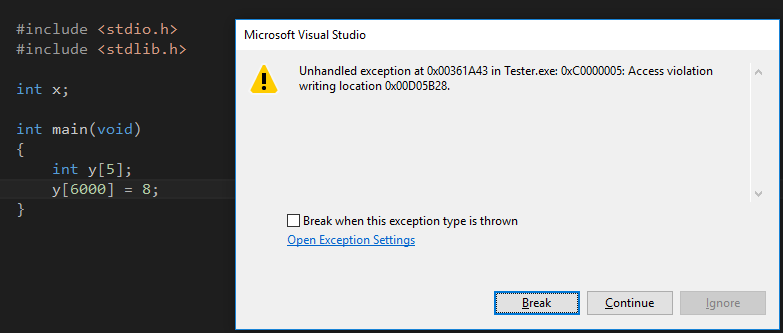 #include <stdio.h>
#include <stdlib.h>
int x;
int main(void)
{
int y[5];
y[6000] = 8;
}
Microsoft Visual Studio
Unhandled exception at 0x00361A43 in Tester.exe: 0xC0000005: Access violation
writing location 0x00D05B28.
Break when this exception type is thrown
Open Exception Settings
Break
Continue
Ignore